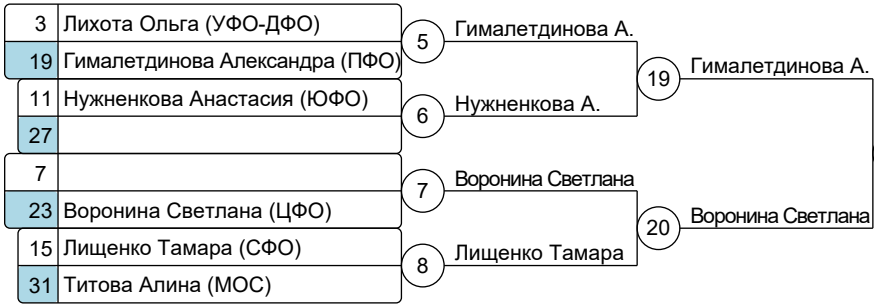 3 Лихота Ольга (УФО-ДФО)
19 Гималетдинова Александра (ПФО)
5 Гималетдинова А.
11 Нужненкова Анастасия (ЮФО)
27
6 Нужненкова А.
19 Гималетдинова А.
7
23 Воронина Светлана (ЦФО)
7 Воронина Светлана
15 Лищенко Тамара (СФО)
31 Титова Алина (МОС)
8 Лищенко Тамара
20 Воронина Светлана